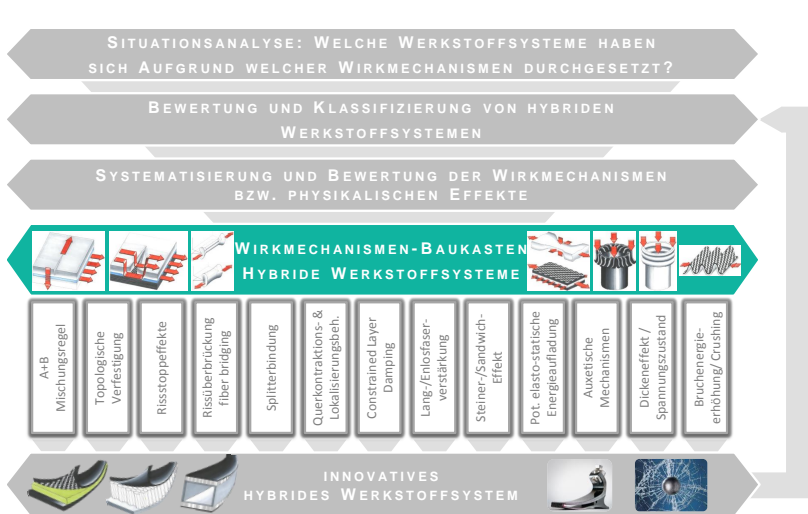 SITUATIONSANALYSE: WELCHE WERKSTOFFSYSTEME HABEN
SICH AUFGRUND WELCHER WIRKMECHANISMEN DURCHGESETZT?
BEWERTUNG UND KLASSIFIZIERUNG VON HYBRIDEN
WERKSTOFFSYSTEMEN
SYSTEMATISIERUNG UND BEWERTUNG DER WIRKMECHANISMEN
BZW. PHYSIKALISCHEN EFFEKTE
WIRKMECHANISMEN-BAUKASTEN
HYBRIDE WERKSTOFFSYSTEME
A+B
Mischungsregel
Topologische
Verfestigung
Rissstoppeffekte
Rissüberbrückung
fiber bridging
Splitterbindung
Querkontraktions- &
Lokalisierungsbeh.
Constrained Layer
Damping
Lang-/Enlosfaser-
verstärkung
Steiner-/Sandwich-
Effekt
Pot. elasto-statische
Energieaufladung
Auxetische
Mechanismen
Dickeneffekt /
Spannungszustand
Bruchenergie-
erhöhung/ Crushing
INNOVATIVES
HYBRIDES WERKSTOFFSYSTEM